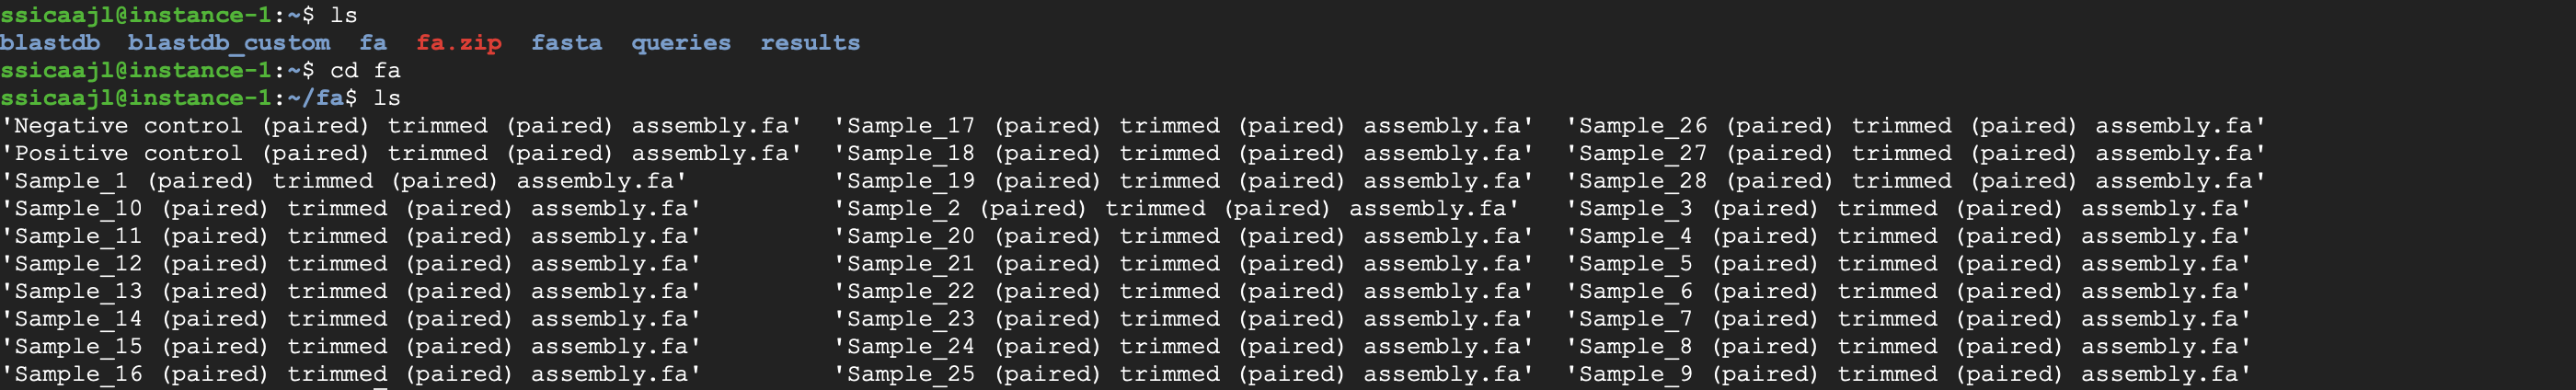 ssicaajl@instance-1:~$ ls
blastdb  blastdb_custom  fa  fa.zip  fasta  queries  results
ssicaajl@instance-1:~$ cd fa
ssicaajl@instance-1:~/fa$ ls
'Negative control (paired) trimmed (paired) assembly.fa'  'Sample_17 (paired) trimmed (paired) assembly.fa'  'Sample_26 (paired) trimmed (paired) assembly.fa'
'Positive control (paired) trimmed (paired) assembly.fa'  'Sample_18 (paired) trimmed (paired) assembly.fa'  'Sample_27 (paired) trimmed (paired) assembly.fa'
'Sample_1 (paired) trimmed (paired) assembly.fa'  'Sample_19 (paired) trimmed (paired) assembly.fa'  'Sample_28 (paired) trimmed (paired) assembly.fa'
'Sample_10 (paired) trimmed (paired) assembly.fa'  'Sample_2 (paired) trimmed (paired) assembly.fa'  'Sample_3 (paired) trimmed (paired) assembly.fa'
'Sample_11 (paired) trimmed (paired) assembly.fa'  'Sample_20 (paired) trimmed (paired) assembly.fa'  'Sample_4 (paired) trimmed (paired) assembly.fa'
'Sample_12 (paired) trimmed (paired) assembly.fa'  'Sample_21 (paired) trimmed (paired) assembly.fa'  'Sample_5 (paired) trimmed (paired) assembly.fa'
'Sample_13 (paired) trimmed (paired) assembly.fa'  'Sample_22 (paired) trimmed (paired) assembly.fa'  'Sample_6 (paired) trimmed (paired) assembly.fa'
'Sample_14 (paired) trimmed (paired) assembly.fa'  'Sample_23 (paired) trimmed (paired) assembly.fa'  'Sample_7 (paired) trimmed (paired) assembly.fa'
'Sample_15 (paired) trimmed (paired) assembly.fa'  'Sample_24 (paired) trimmed (paired) assembly.fa'  'Sample_8 (paired) trimmed (paired) assembly.fa'
'Sample_16 (paired) trimmed (paired) assembly.fa'  'Sample_25 (paired) trimmed (paired) assembly.fa'  'Sample_9 (paired) trimmed (paired) assembly.fa'